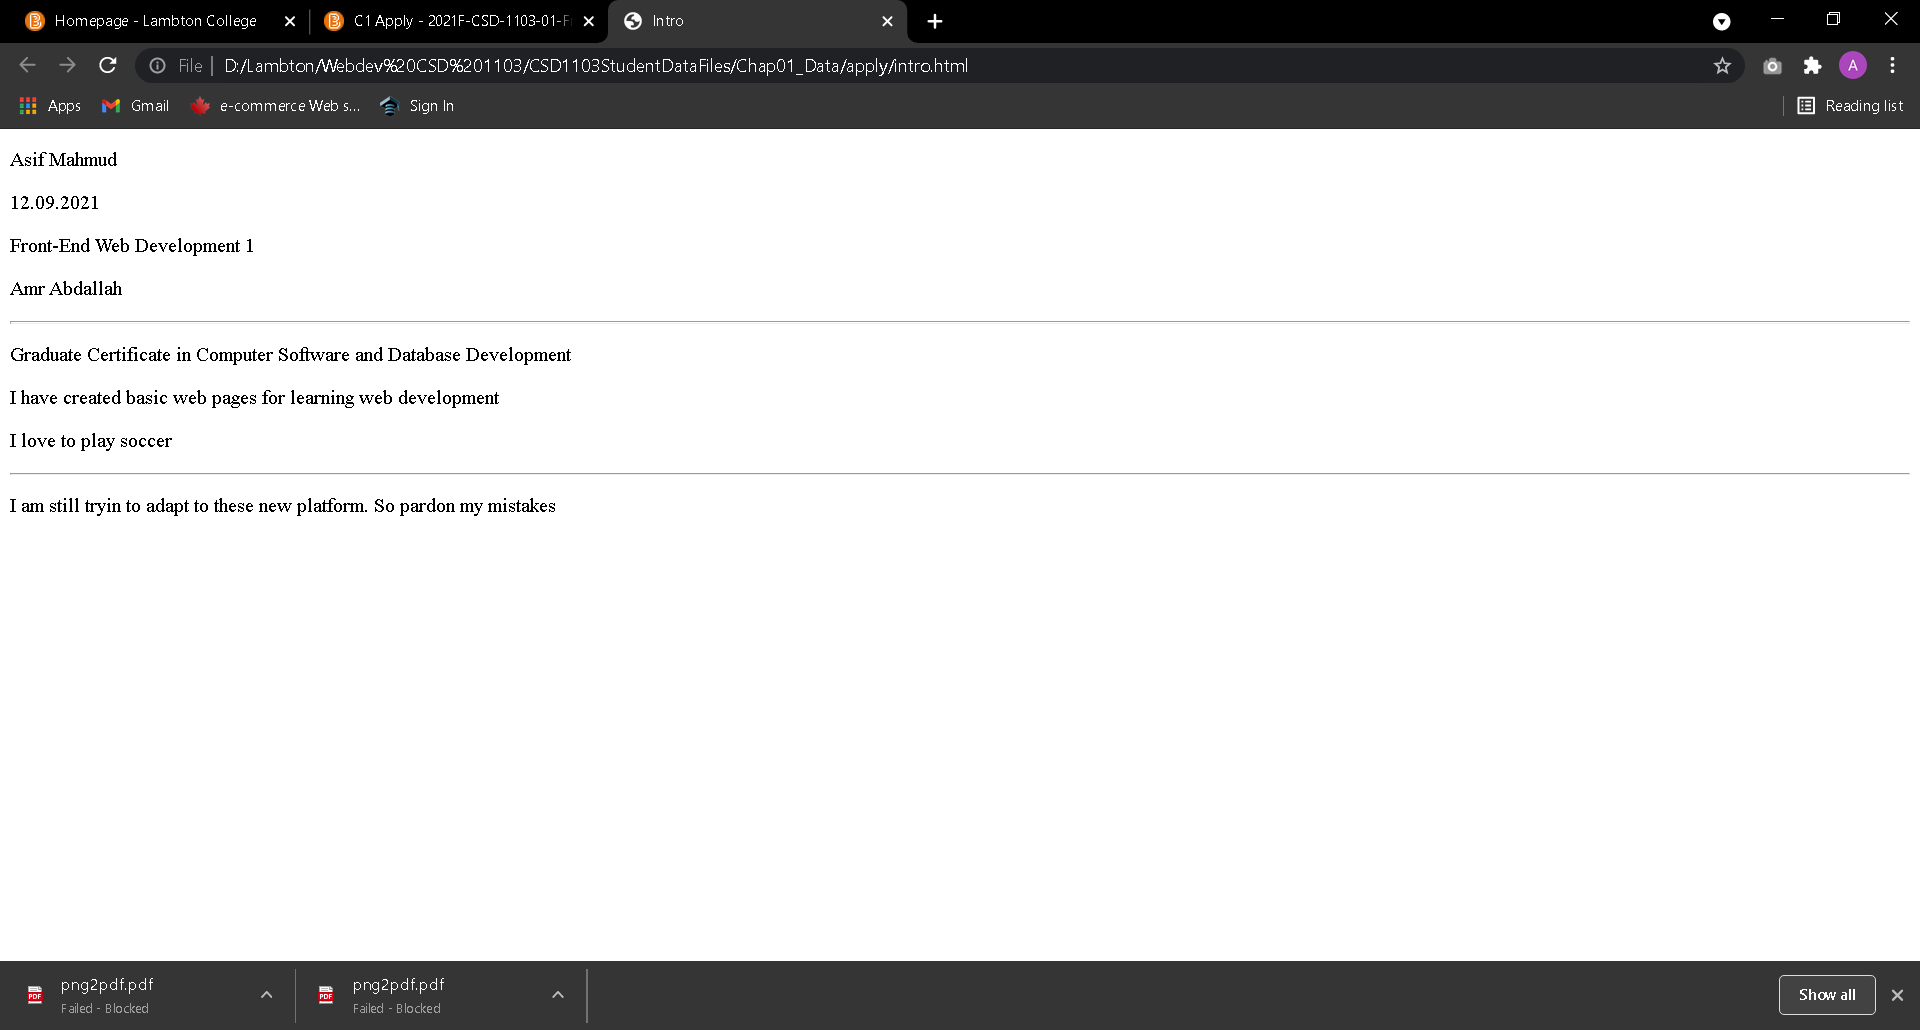 Homepage - Lambton College
C1 Apply - 2021F-CSD-1103-01-F
Intro
File
D:/Lambton/Webdev%20CSD%201103/CSD1103StudentDataFiles/Chap01_Data/apply/intro.html
A
Apps
Gmail
e-commerce Web s...
Sign In
Reading list
Asif Mahmud
12.09.2021
Front-End Web Development 1
Amr Abdallah
Graduate Certificate in Computer Software and Database Development
I have created basic web pages for learning web development
I love to play soccer
I am still tryin to adapt to these new platform. So pardon my mistakes
PDF
png2pdf.pdf
Failed - Blocked
PDF
png2pdf.pdf
Failed - Blocked
Show all